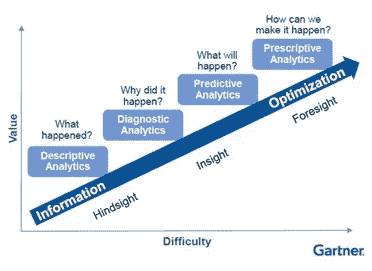 How can we
make it happen?
Prescriptive
Analytics
What will
happen?
Predictive
Analytics
Why did it
happen?
Diagnostic
Analytics
What
happened?
Descriptive
Analytics
Optimization
Information
Foresight
Insight
Hindsight
Value
Difficulty
Gartner